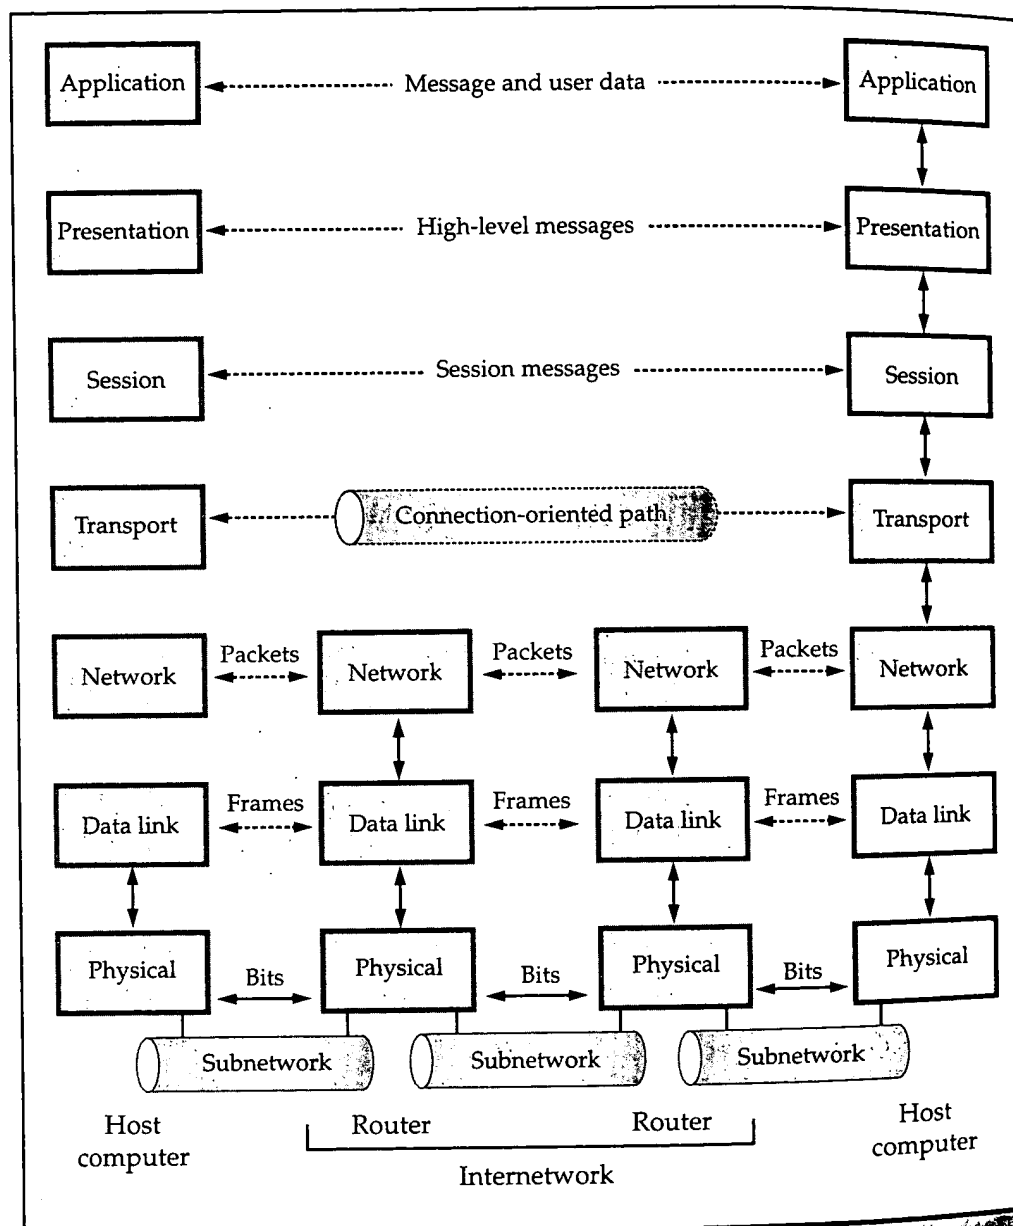 Application Message and user data Application
Presentation High-level messages Presentation
Session Session messages Session
Transport Connection-oriented path Transport
Network Packets Network Packets Network Packets Network
Data link Frames Data link Frames Data link Frames Data link
Physical Bits Physical Bits Physical Bits Physical
Subnetwork Subnetwork Subnetwork
Host computer Router Router Host computer
Internetwork